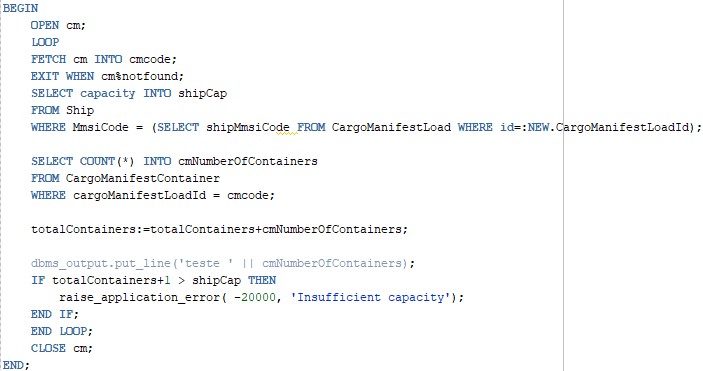 BEGIN
OPEN cm;
LOOP
FETCH cm INTO cmcode;
EXIT WHEN cm%notfound;
SELECT capacity INTO shipCap
FROM Ship
WHERE MmsiCode = (SELECT shipMmsiCode FROM CargoManifestLoad WHERE id=:NEW.CargoManifestLoadId);
SELECT COUNT(*) INTO cmNumberOfContainers
FROM CargoManifestContainer
WHERE cargoManifestLoadId = cmcode;
totalContainers:=totalContainers+cmNumberOfContainers;
dbms_output.put_line('teste ' || cmNumberOfContainers);
IF totalContainers+1 > shipCap THEN
raise_application_error( -20000, 'Insufficient capacity');
END IF;
END LOOP;
CLOSE cm;
END;